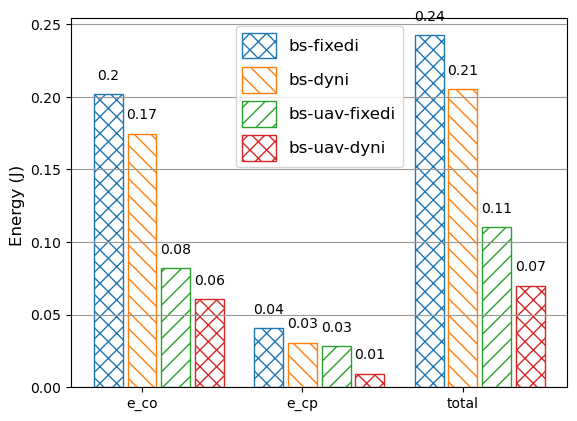 0.24
0.25
bs-fixedi
0.2
bs-dyni
0.21
0.20
0.17
bs-uav-fixedi
bs-uav-dyni
0.15
Energy (J)
0.11
0.10
0.08
0.06
0.07
0.05
0.04
0.03
0.03
0.01
0.00
e_co
e_cp
total